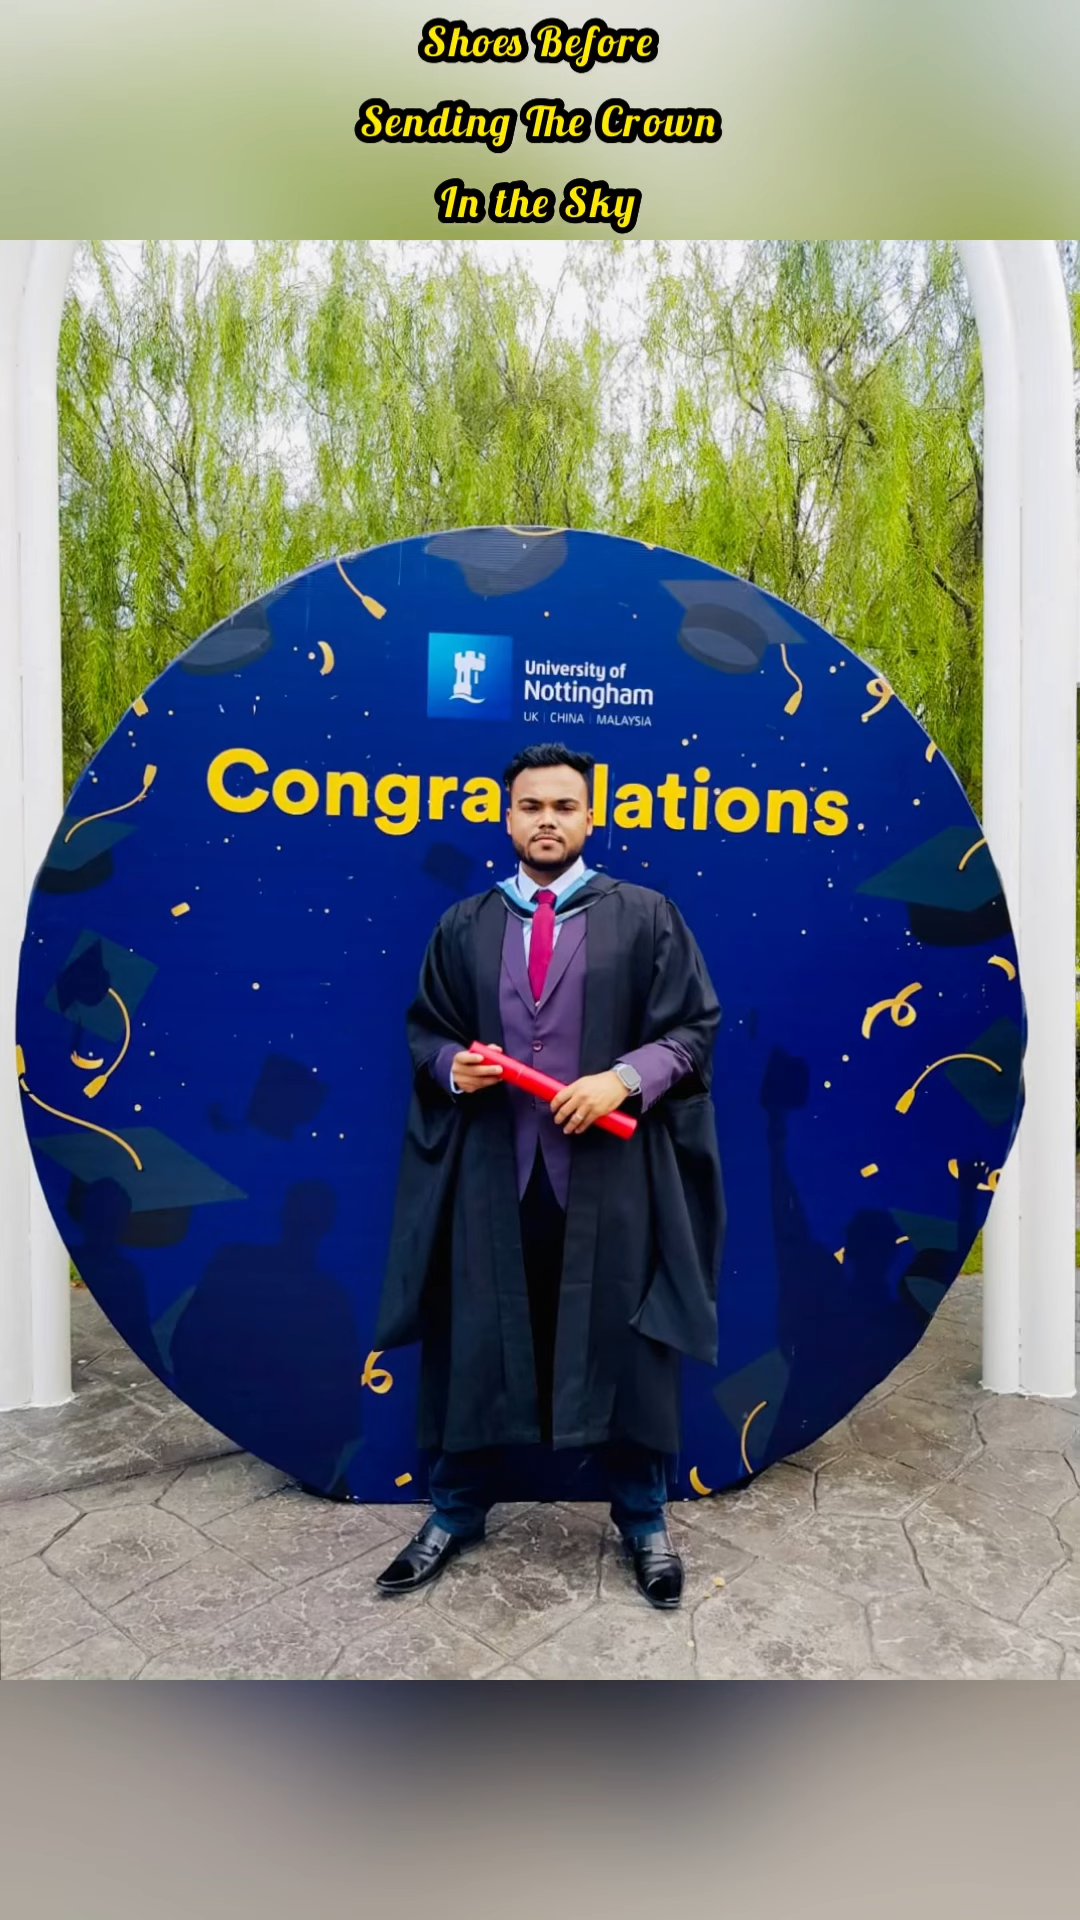 Shoes Before
Sending The Crown
In the Sky
University of
Nottingham
UK | CHINA | MALAYSIA
Congra lations